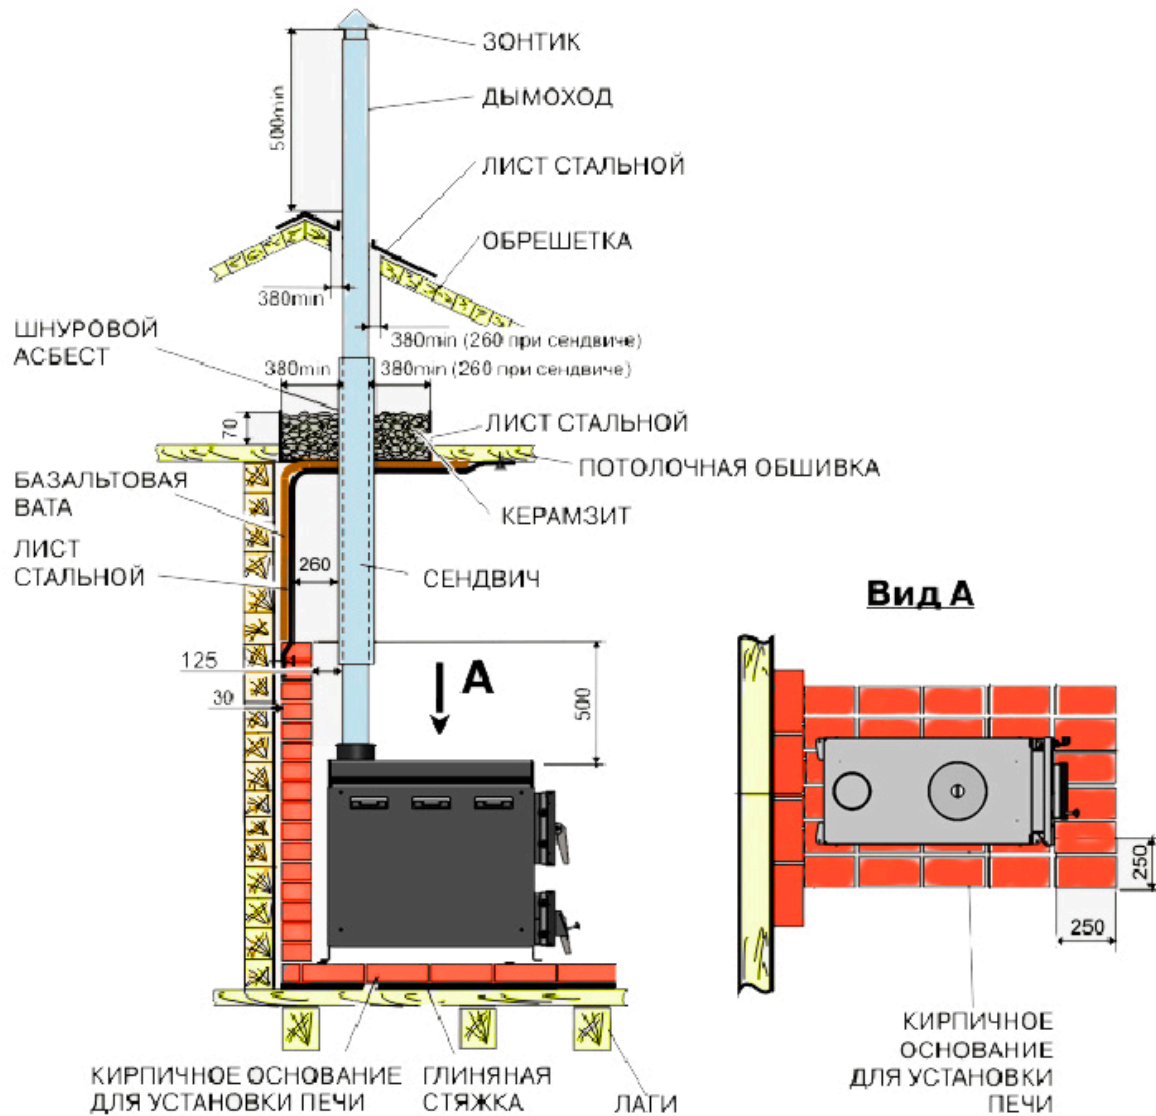 ЗОНТИК
500min
ДЫМОХОД
ЛИСТ СТАЛЬНОЙ
ОБРЕШЕТКА
380min
ШНУРОВОЙ
АСБЕСТ
380min (260 при сендвиче)
380min
380min (260 при сендвиче)
70
ЛИСТ СТАЛЬНОЙ
ПОТОЛОЧНАЯ ОБШИВКА
БАЗАЛЬТОВАЯ
ВАТА
КЕРАМЗИТ
ЛИСТ
СТАЛЬНОЙ
260
СЕНДВИЧ
Вид А
125
А
30
500
250
250
КИРПИЧНОЕ
ОСНОВАНИЕ
ДЛЯ УСТАНОВКИ
ПЕЧИ
КИРПИЧНОЕ ОСНОВАНИЕ
ДЛЯ УСТАНОВКИ ПЕЧИ
ГЛИНЯНАЯ
СТЯЖКА
ЛАГИ